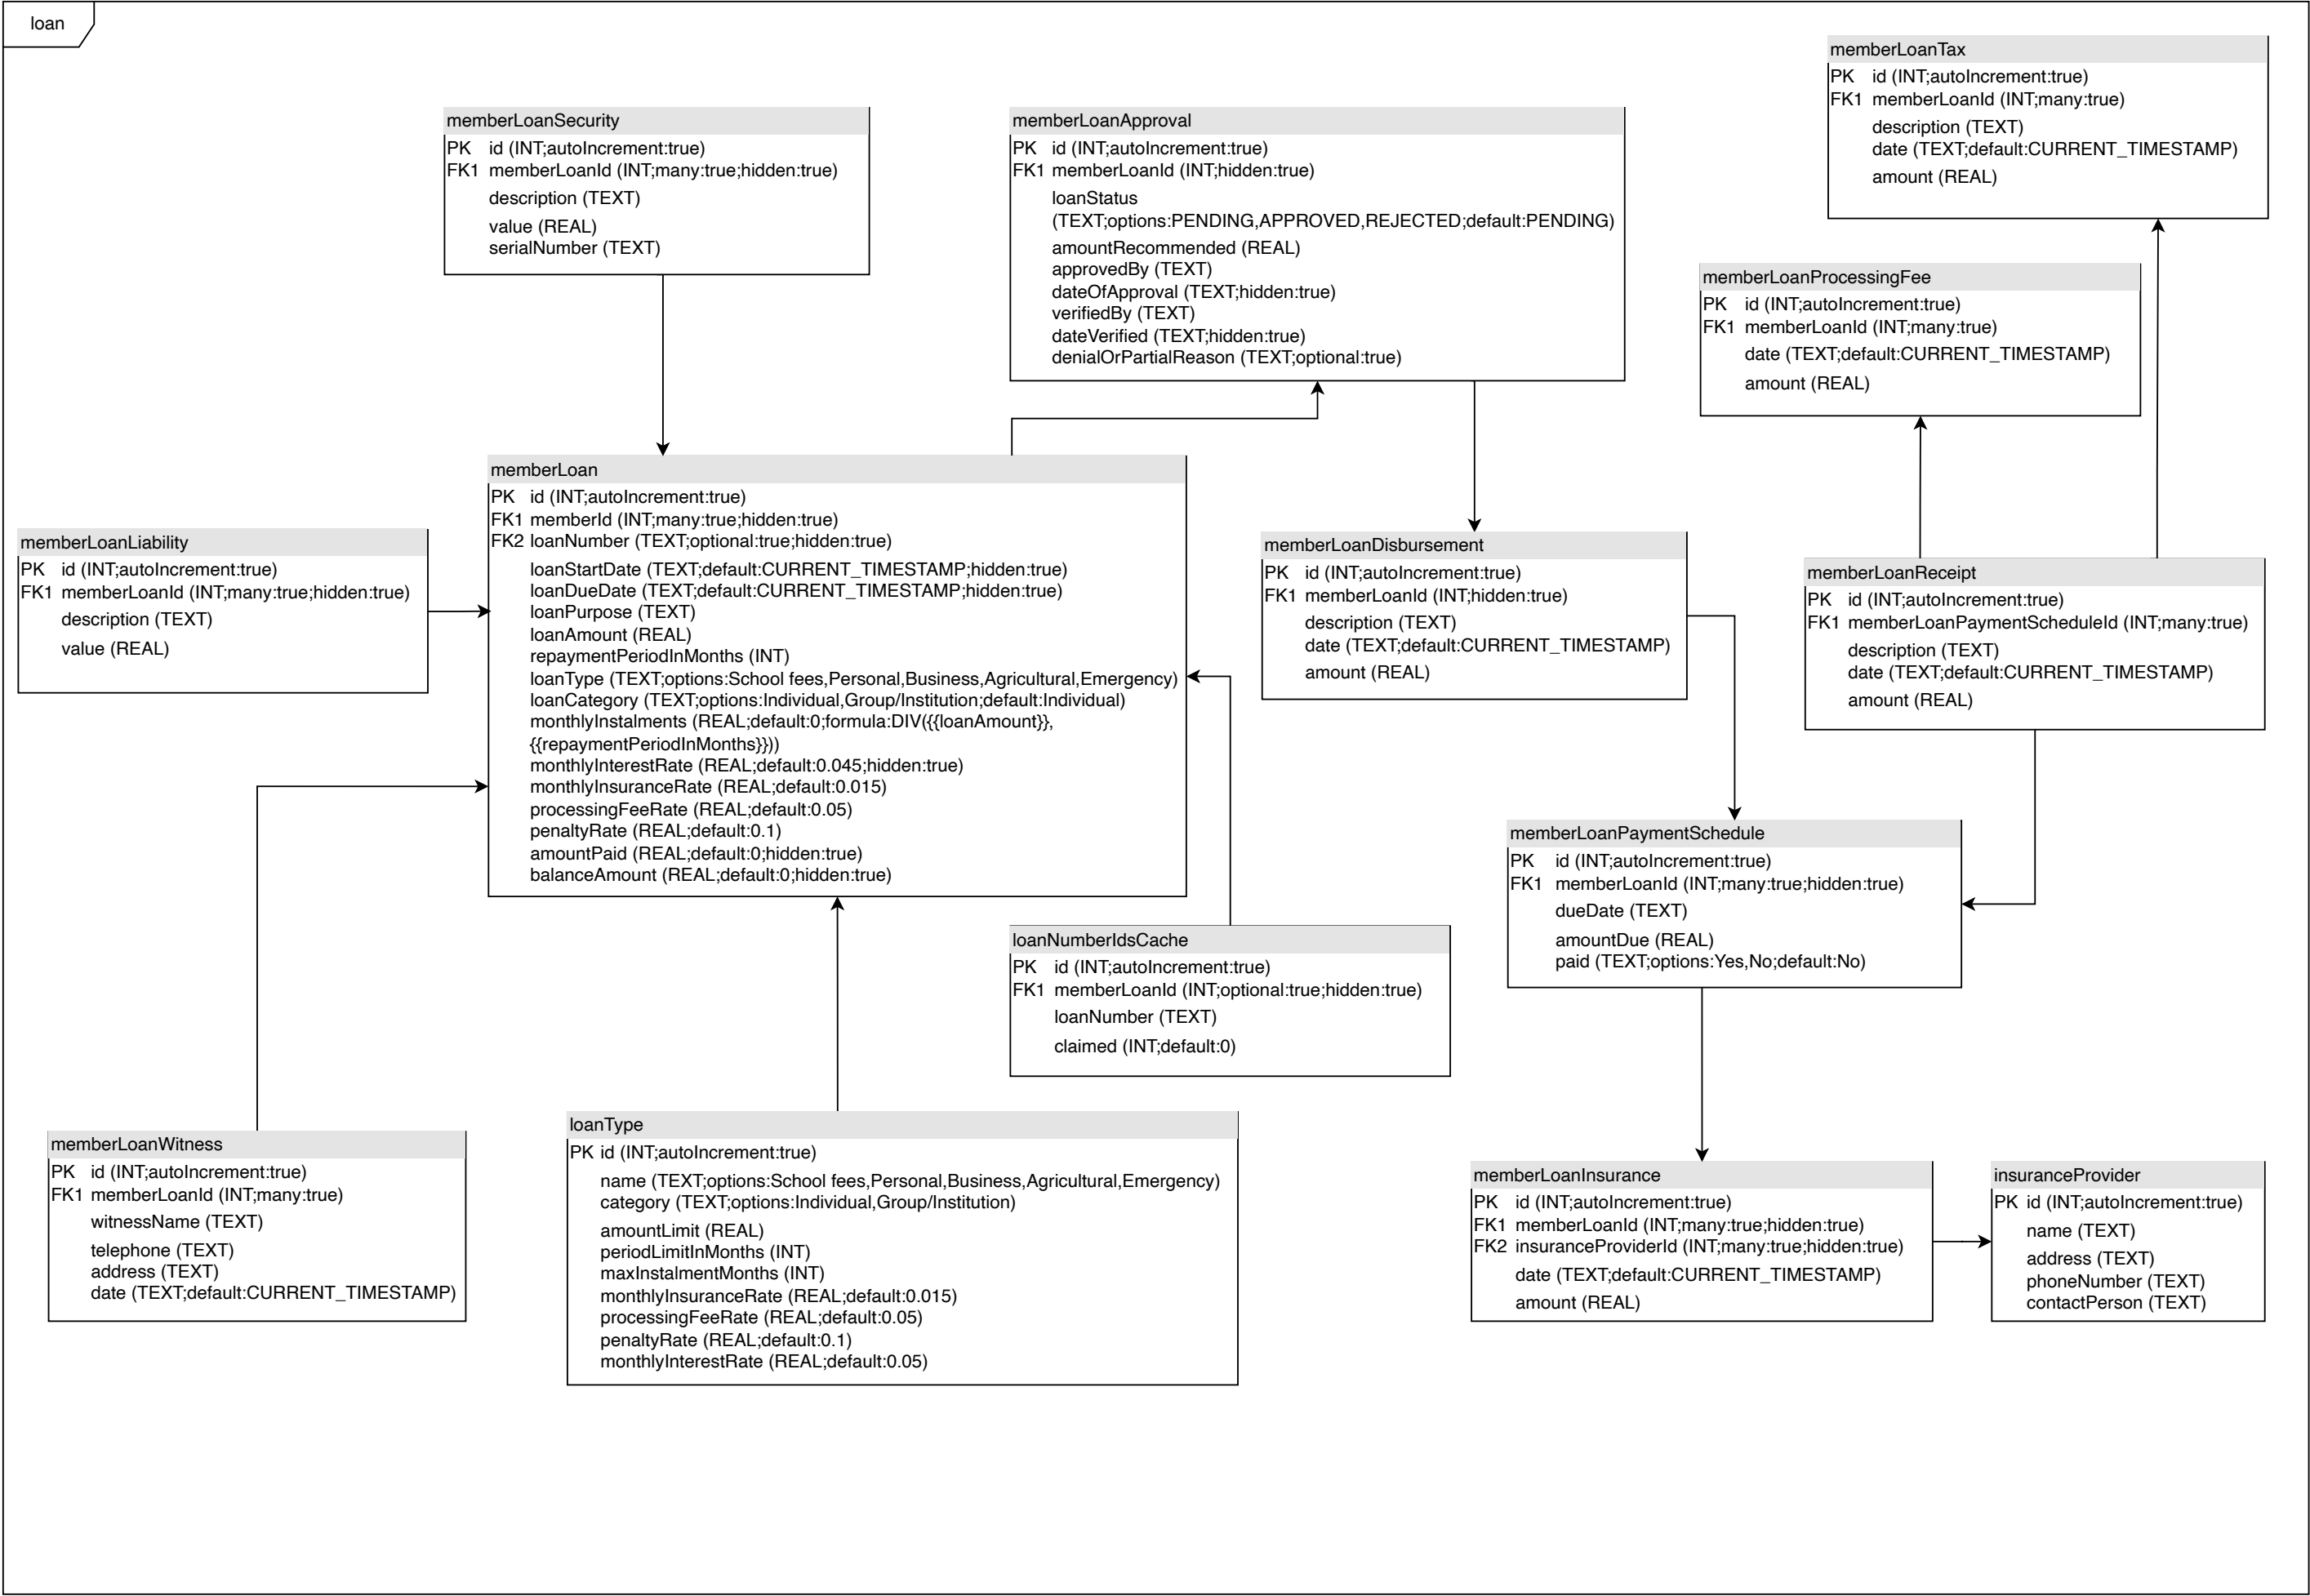 loan
memberLoanTax
PK id (INT;autoIncrement:true)
FK1 memberLoanId (INT;many:true)
description (TEXT)
date (TEXT;default:CURRENT_TIMESTAMP)
amount (REAL)
memberLoanSecurity
PK id (INT;autoIncrement:true)
FK1 memberLoanId (INT;many:true;hidden:true)
description (TEXT)
value (REAL)
serialNumber (TEXT)
memberLoanApproval
PK id (INT;autoIncrement:true)
FK1 memberLoanId (INT;hidden:true)
loanStatus
(TEXT;options:PENDING,APPROVED,REJECTED;default:PENDING)
amountRecommended (REAL)
approvedBy (TEXT)
dateOfApproval (TEXT;hidden:true)
verifiedBy (TEXT)
dateVerified (TEXT;hidden:true)
denialOrPartialReason (TEXT;optional:true)
memberLoanProcessingFee
PK id (INT;autoIncrement:true)
FK1 memberLoanId (INT;many:true)
date (TEXT;default:CURRENT_TIMESTAMP)
amount (REAL)
memberLoan
PK id (INT;autoIncrement:true)
FK1 memberId (INT;many:true;hidden:true)
FK2 loanNumber (TEXT;optional:true;hidden:true)
loanStartDate (TEXT;default:CURRENT_TIMESTAMP;hidden:true)
loanDueDate (TEXT;default:CURRENT_TIMESTAMP;hidden:true)
loanPurpose (TEXT)
loanAmount (REAL)
repaymentPeriodInMonths (INT)
loanType (TEXT;options:School fees,Personal,Business,Agricultural,Emergency)
loanCategory (TEXT;options:Individual,Group/Institution;default:Individual)
monthlyInstalments (REAL;default:0;formula:DIV({{loanAmount}},
{{repaymentPeriodInMonths}}))
monthlyInterestRate (REAL;default:0.045;hidden:true)
monthlyInsuranceRate (REAL;default:0.015)
processingFeeRate (REAL;default:0.05)
penaltyRate (REAL;default:0.1)
amountPaid (REAL;default:0;hidden:true)
balanceAmount (REAL;default:0;hidden:true)
memberLoanLiability
PK id (INT;autoIncrement:true)
FK1 memberLoanId (INT;many:true;hidden:true)
description (TEXT)
value (REAL)
memberLoanDisbursement
PK id (INT;autoIncrement:true)
FK1 memberLoanId (INT;hidden:true)
description (TEXT)
date (TEXT;default:CURRENT_TIMESTAMP)
amount (REAL)
memberLoanReceipt
PK id (INT;autoIncrement:true)
FK1 memberLoanPaymentScheduleId (INT;many:true)
description (TEXT)
date (TEXT;default:CURRENT_TIMESTAMP)
amount (REAL)
memberLoanPaymentSchedule
PK id (INT;autoIncrement:true)
FK1 memberLoanId (INT;many:true;hidden:true)
dueDate (TEXT)
amountDue (REAL)
paid (TEXT;options:Yes,No;default:No)
loanNumberIdsCache
PK id (INT;autoIncrement:true)
FK1 memberLoanId (INT;optional:true;hidden:true)
loanNumber (TEXT)
claimed (INT;default:0)
memberLoanWitness
PK id (INT;autoIncrement:true)
FK1 memberLoanId (INT;many:true)
witnessName (TEXT)
telephone (TEXT)
address (TEXT)
date (TEXT;default:CURRENT_TIMESTAMP)
loanType
PK id (INT;autoIncrement:true)
name (TEXT;options:School fees,Personal,Business,Agricultural,Emergency)
category (TEXT;options:Individual,Group/Institution)
amountLimit (REAL)
periodLimitInMonths (INT)
maxInstalmentMonths (INT)
monthlyInsuranceRate (REAL;default:0.015)
processingFeeRate (REAL;default:0.05)
penaltyRate (REAL;default:0.1)
monthlyInterestRate (REAL;default:0.05)
memberLoanInsurance
PK id (INT;autoIncrement:true)
FK1 memberLoanId (INT;many:true;hidden:true)
FK2 insuranceProviderId (INT;many:true;hidden:true)
date (TEXT;default:CURRENT_TIMESTAMP)
amount (REAL)
insuranceProvider
PK id (INT;autoIncrement:true)
name (TEXT)
address (TEXT)
phoneNumber (TEXT)
contactPerson (TEXT)